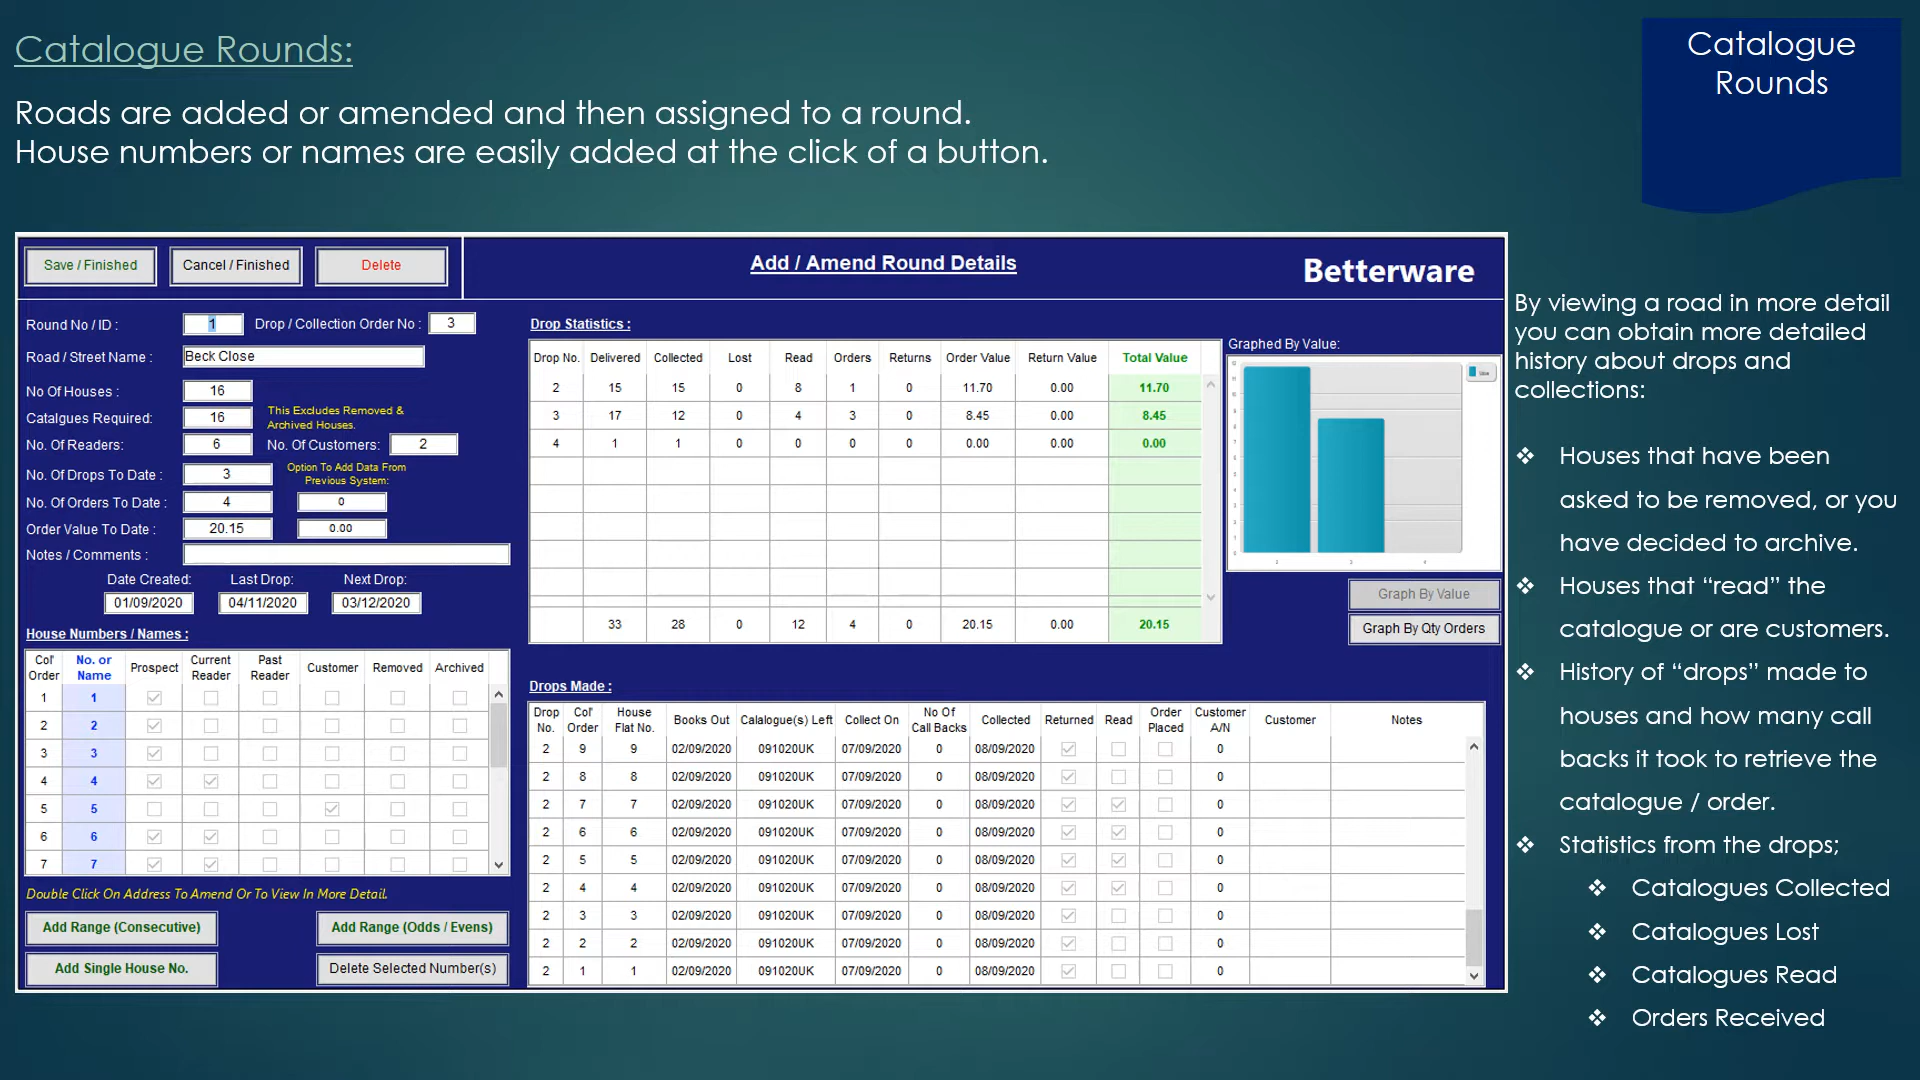 Catalogue Rounds:
Roads are added or amended and then assigned to a round.
House numbers or names are easily added at the click of a button.
Catalogue
Rounds
Save / Finished
Cancel / Finished
Delete
Add / Amend Round Details
Betterware
Round No / ID : 1 Drop / Collection Order No : 3
Road / Street Name : Beck Close
No Of Houses : 16
Catalgues Required: 16 This Excludes Removed &
Archived Houses.
No. Of Readers: 6 No. Of Customers: 2
No. Of Drops To Date : 3 Option To Add Data From
Previous System:
No. Of Orders To Date : 4 0
Order Value To Date : 20.15 0.00
Notes / Comments :
Date Created: Last Drop: Next Drop:
01/09/2020 04/11/2020 03/12/2020
House Numbers / Names :
Col' Order No. or Name Prospect Current Reader Past Reader Customer Removed Archived
1 1
2 2
3 3
4 4
5 5
6 6
7 7
Double Click On Address To Amend Or To View In More Detail.
Add Range (Consecutive) Add Range (Odds / Evens)
Add Single House No. Delete Selected Number(s)
Drop Statistics :
Drop No. Delivered Collected Lost Read Orders Returns Order Value Return Value Total Value
2 15 15 0 8 1 0 11.70 0.00 11.70
3 17 12 0 4 3 0 8.45 0.00 8.45
4 1 1 0 0 0 0 0.00 0.00 0.00
33 28 0 12 4 0 20.15 0.00 20.15
Graphed By Value:
Graph By Value
Graph By Qty Orders
Drops Made :
Drop No. Col' Order House Flat No. Books Out Calalogue(s) Left Collect On No Of Call Backs Collected Returned Read Order Placed Customer A/N Customer Notes
2 9 9 02/09/2020 091020UK 07/09/2020 0 08/09/2020 0
2 8 8 02/09/2020 091020UK 07/09/2020 0 08/09/2020 0
2 7 7 02/09/2020 091020UK 07/09/2020 0 08/09/2020 0
2 6 6 02/09/2020 091020UK 07/09/2020 0 08/09/2020 0
2 5 5 02/09/2020 091020UK 07/09/2020 0 08/09/2020 0
2 4 4 02/09/2020 091020UK 07/09/2020 0 08/09/2020 0
2 3 3 02/09/2020 091020UK 07/09/2020 0 08/09/2020 0
2 2 2 02/09/2020 091020UK 07/09/2020 0 08/09/2020 0
2 1 1 02/09/2020 091020UK 07/09/2020 0 08/09/2020 0
By viewing a road in more detail
you can obtain more detailed
history about drops and
collections:
❖ Houses that have been
asked to be removed, or you
have decided to archive.
❖ Houses that “read” the
catalogue or are customers.
❖ History of “drops” made to
houses and how many call
backs it took to retrieve the
catalogue / order.
❖ Statistics from the drops;
❖ Catalogues Collected
❖ Catalogues Lost
❖ Catalogues Read
❖ Orders Received